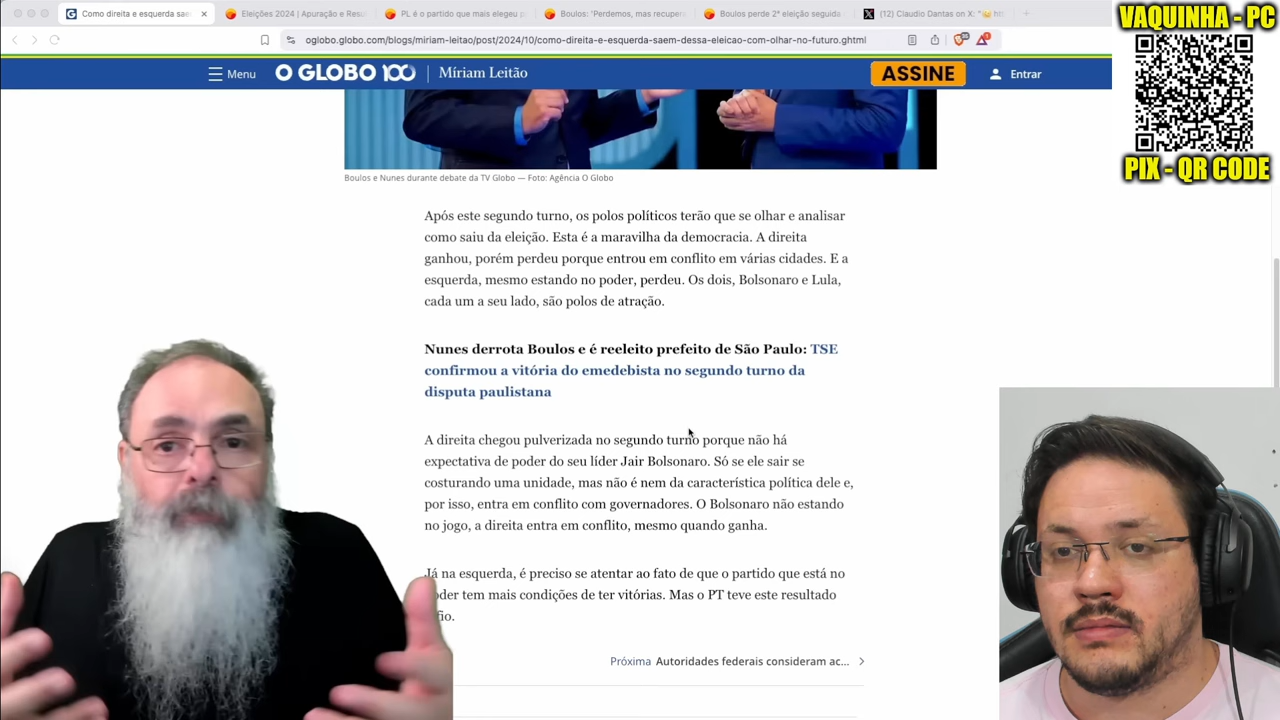 Como direita e esquerda sae
Eleições 2024 | Apuração e Resu
PL é o partido que mais elegeu p
Boulos: "Perdemos, mas recupere
Boulos perde 2ª eleição seguida
(12) Claudio Dantas on X: "
oglobo.globo.com/blogs/miriam-leitao/post/2024/10/como-direita-e-esquerda-saem-dessa-eleicao-com-olhar-no-futuro.ghtml
VAQUINHA - PC
PIX - QR CODE
Menu
O GLOBO 100
Míriam Leitão
ASSINE
Entrar
Boulos e Nunes durante debate da TV Globo — Foto: Agência O Globo
Após este segundo turno, os polos políticos terão que se olhar e analisar
como saiu da eleição. Esta é a maravilha da democracia. A direita
ganhou, porém perdeu porque entrou em conflito em várias cidades. E a
esquerda, mesmo estando no poder, perdeu. Os dois, Bolsonaro e Lula,
cada um a seu lado, são polos de atração.
Nunes derrota Boulos e é reeleito prefeito de São Paulo: TSE
confirmou a vitória do emedebista no segundo turno da
disputa paulistana
A direita chegou pulverizada no segundo turno porque não há
expectativa de poder do seu líder Jair Bolsonaro. Só se ele sair se
costurando uma unidade, mas não é nem da característica política dele e,
por isso, entra em conflito com governadores. O Bolsonaro não estando
no jogo, a direita entra em conflito, mesmo quando ganha.
Já na esquerda, é preciso se atentar ao fato de que o partido que está no
oder tem mais condições de ter vitórias. Mas o PT teve este resultado
fio.
Próxima Autoridades federais consideram ac...